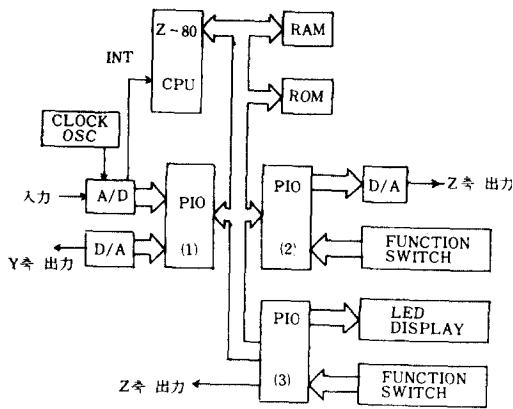 Z-80
CPU
RAM
ROM
INT
CLOCK
OSC
入力
A/D
PIO
(1)
D/A
Y축 出力
PIO
(2)
D/A
Z축 出力
FUNCTION
SWITCH
PIO
(3)
LED
DISPLAY
Z축 出力
FUNCTION
SWITCH